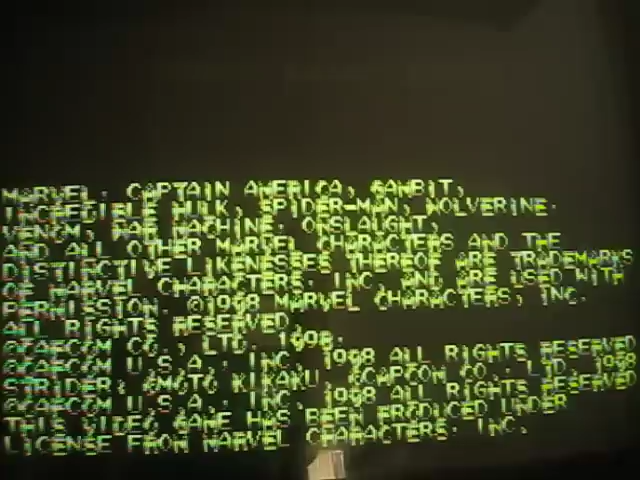 MARVEL, CAPTAIN AMERICA, GAMBIT,
INCREDIBLE HULK, SPIDER-MAN, WOLVERINE.
VENOM, WAR MACHINE, ONSLAUGHT,
AND ALL OTHER MARVEL CHARACTERS AND THE
DISTINCTIVE LIKENESSES THEREOF ARE TRADEMARKS
OF MARVEL CHARACTERS, INC. AND ARE USED WITH
PERMISSION. ©1998 MARVEL CHARACTERS, INC.
ALL RIGHTS RESERVED.
©CAPCOM CO., LTD. 1998,
©CAPCOM U.S.A., INC. 1998 ALL RIGHTS RESERVED
STRIDER, ©MOTO KIKAKU, ©CAPCOM CO., LTD. 1998
©CAPCOM U.S.A., INC. 1998 ALL RIGHTS RESERVED
THIS VIDEO GAME HAS BEEN PRODUCED UNDER
LICENSE FROM MARVEL CHARACTERS, INC.